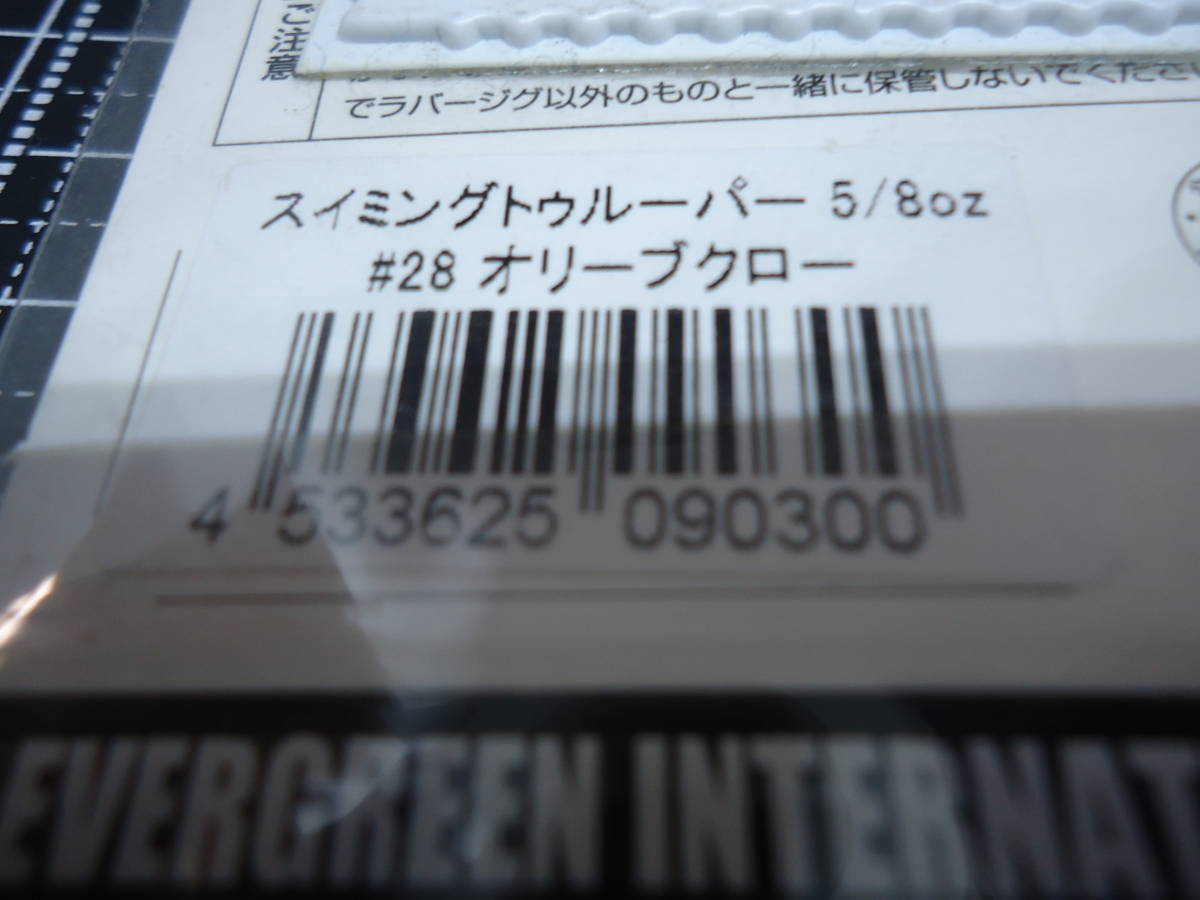 ご注意
でラバージグ以外のものと一緒に保管しないでくださ
スイミングトゥルーパー 5/8oz
#28 オリーブクロー
4 533625 090300
EVERGREEN INTERNAT